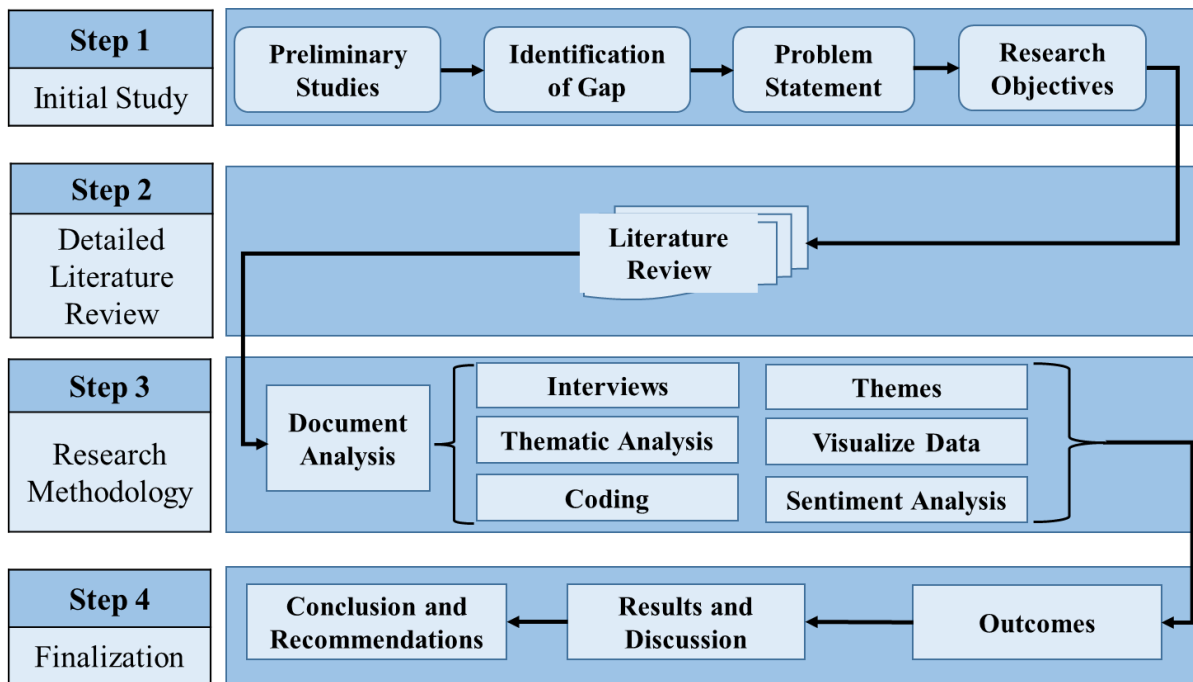 Step 1
Initial Study
Preliminary
Studies
Identification
of Gap
Problem
Statement
Research
Objectives
Step 2
Detailed
Literature
Review
Literature
Review
Step 3
Research
Methodology
Document
Analysis
Interviews
Thematic Analysis
Coding
Themes
Visualize Data
Sentiment Analysis
Step 4
Finalization
Conclusion and
Recommendations
Results and
Discussion
Outcomes